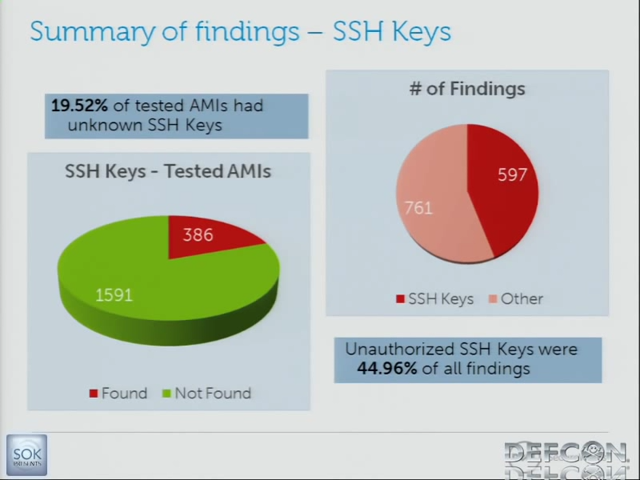 Summary of findings – SSH Keys
19.52% of tested AMIs had
unknown SSH Keys
SSH Keys - Tested AMIs
386
1591
Found
Not Found
# of Findings
597
761
SSH Keys
Other
Unauthorized SSH Keys were
44.96% of all findings
SOK
PRESENTS
DEFCON